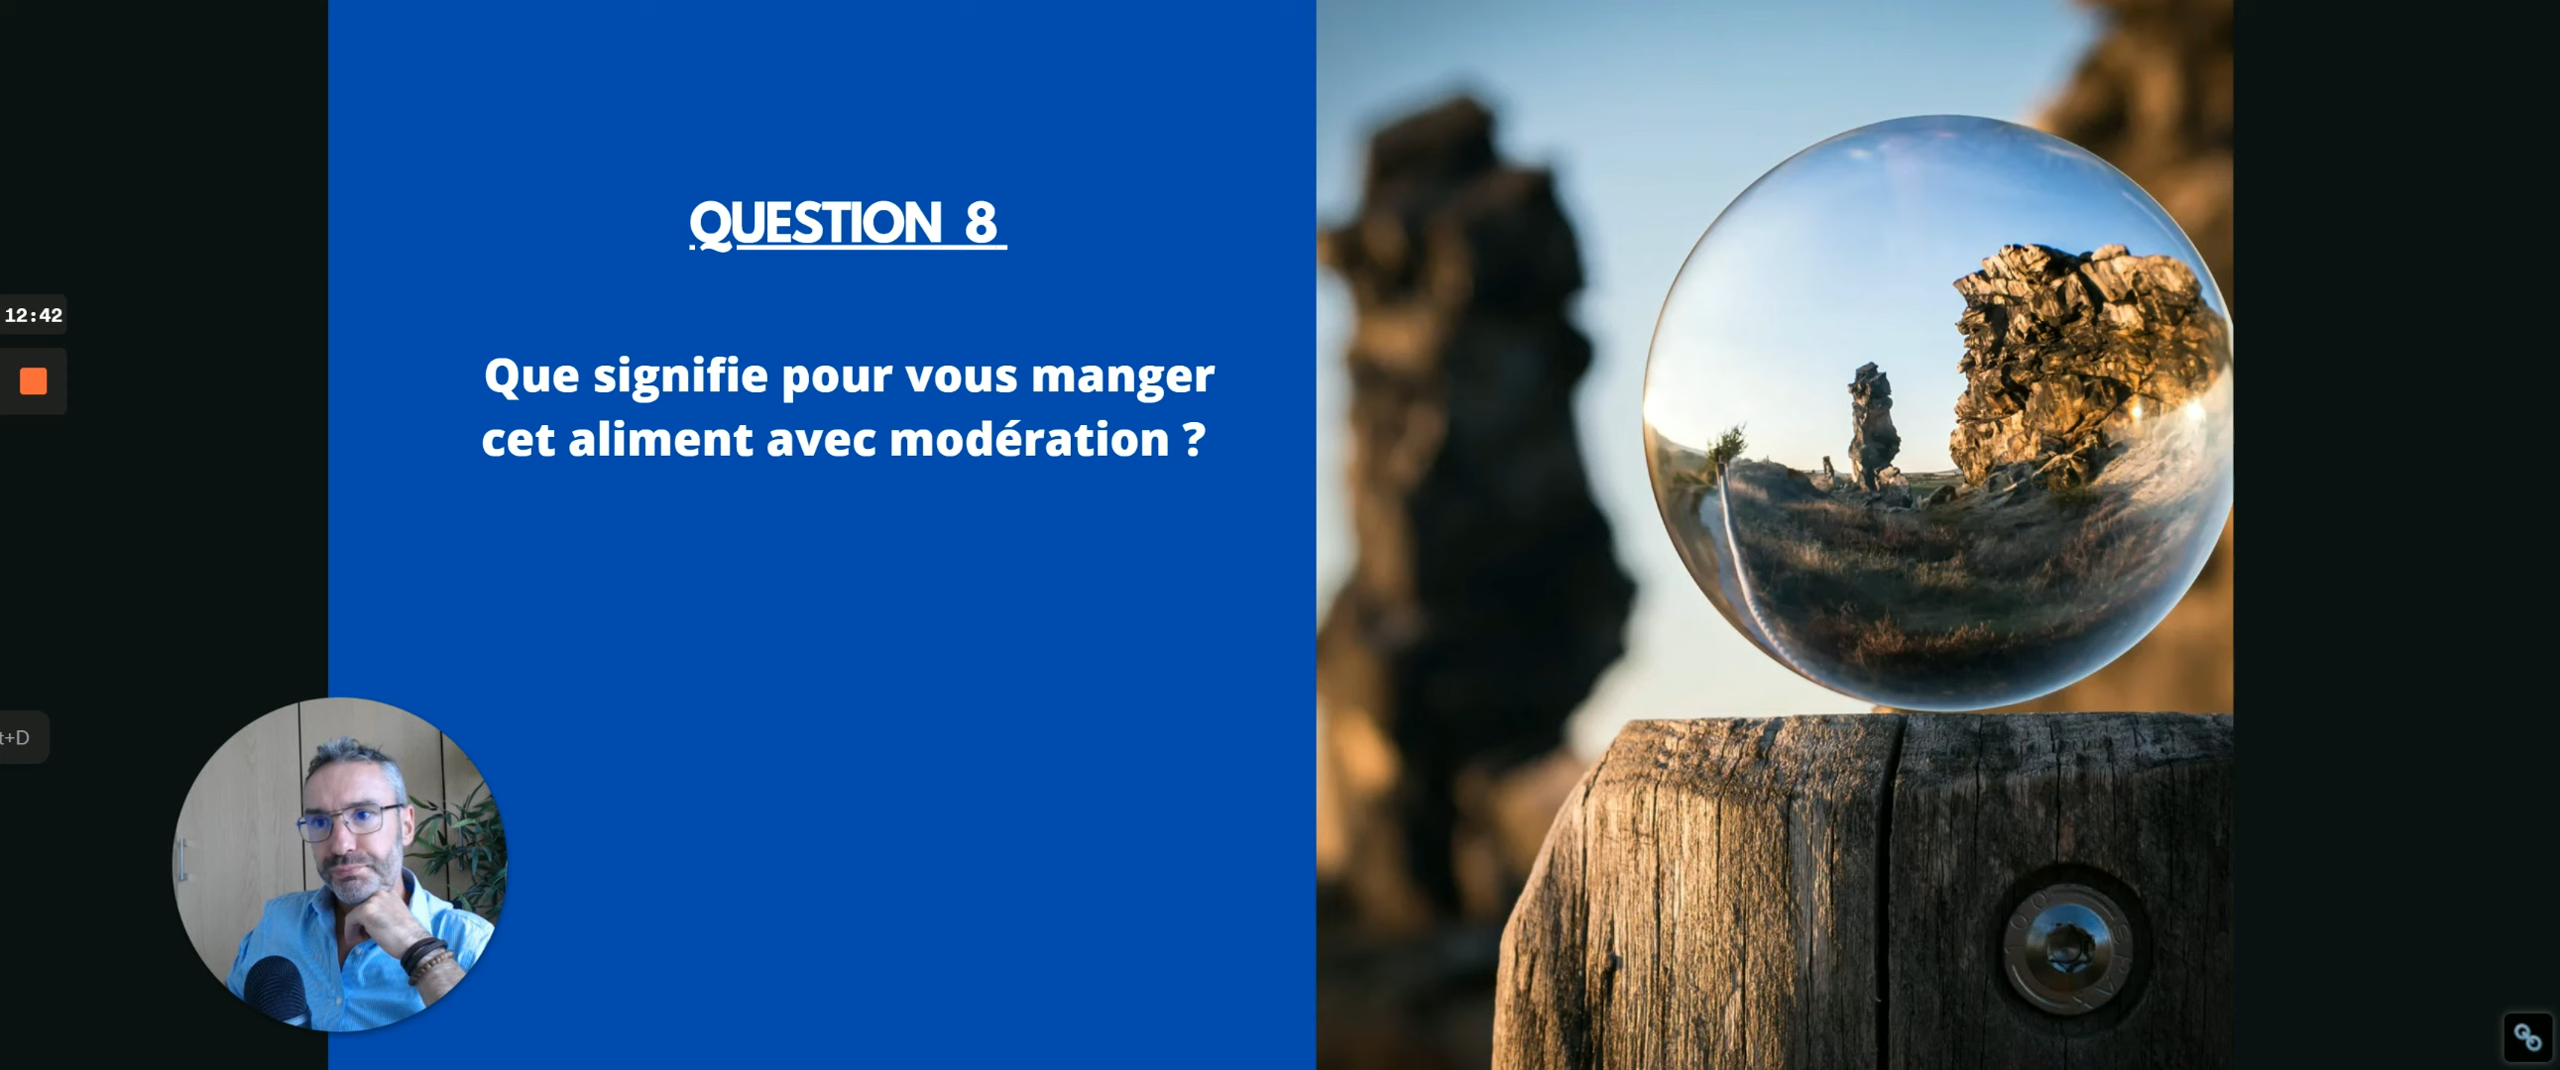 QUESTION 8
Que signifie pour vous manger
cet aliment avec modération ?
12:42
t+D